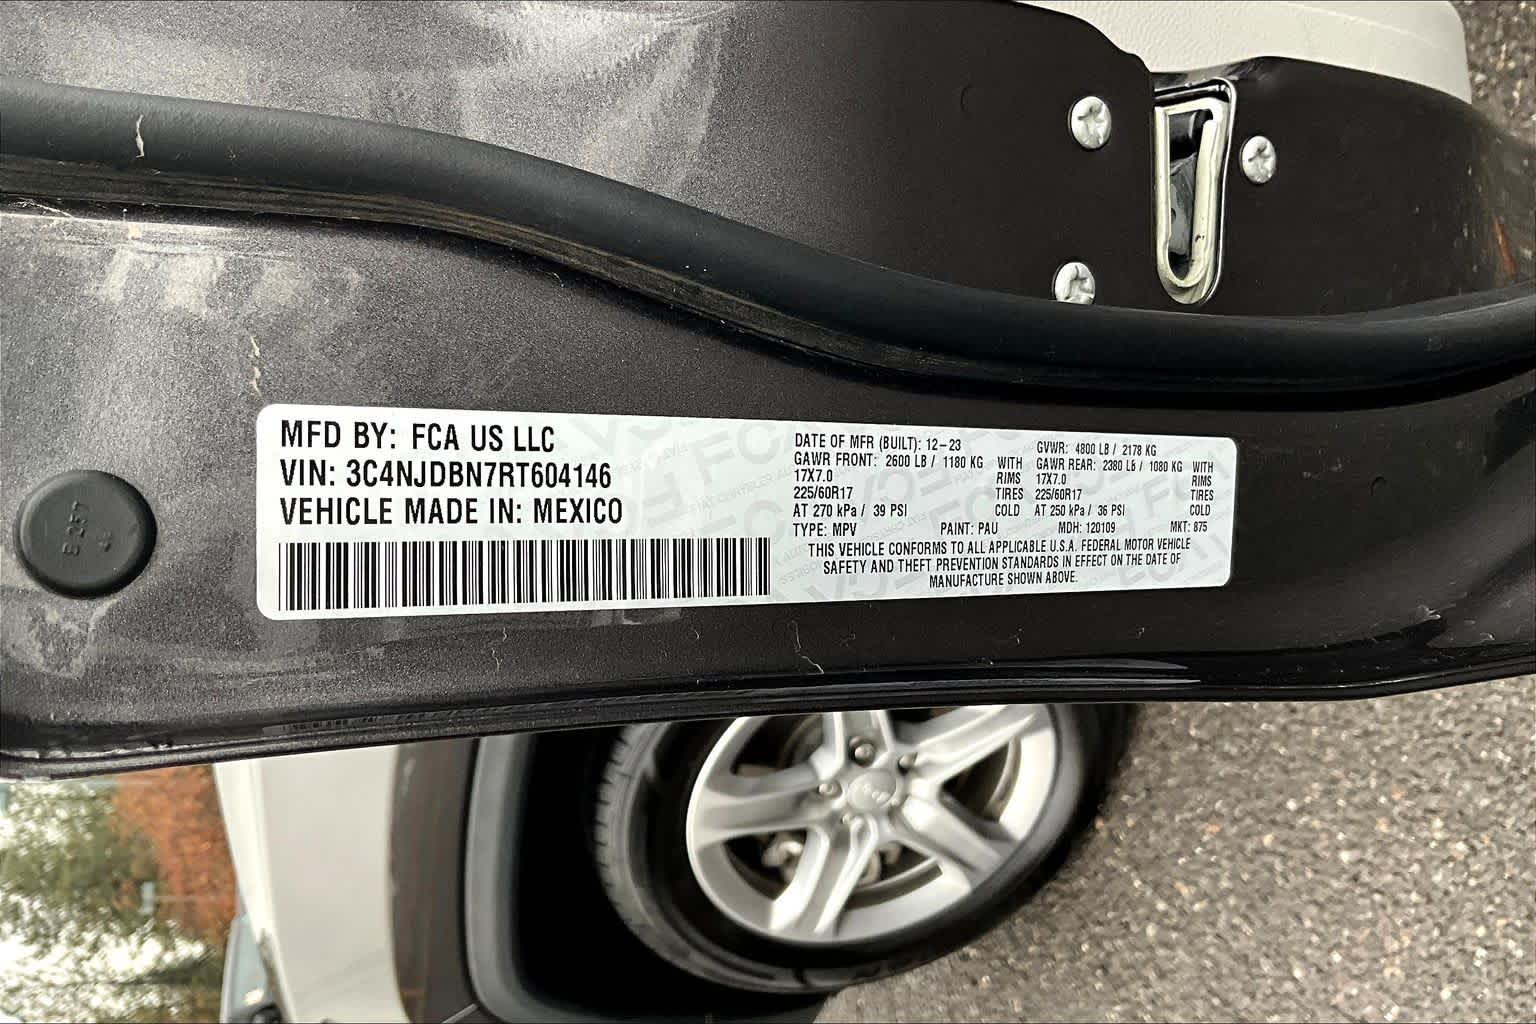 MFD BY: FCA US LLC
VIN: 3C4NJDBN7RT604146
VEHICLE MADE IN: MEXICO
DATE OF MFR (BUILT): 12-23
GVWR: 4800 LB / 2178 KG
GAWR FRONT: 2600 LB / 1180 KG WITH
17X7.0 RIMS
225/60R17 TIRES
AT 270 kPa / 39 PSI COLD
GAWR REAR: 2380 LB / 1080 KG WITH
17X7.0 RIMS
225/60R17 TIRES
AT 250 kPa / 36 PSI COLD
TYPE: MPV PAINT: PAU MDH: 120109 MKT: 875
THIS VEHICLE CONFORMS TO ALL APPLICABLE U.S.A. FEDERAL MOTOR VEHICLE
SAFETY AND THEFT PREVENTION STANDARDS IN EFFECT ON THE DATE OF
MANUFACTURE SHOWN ABOVE.